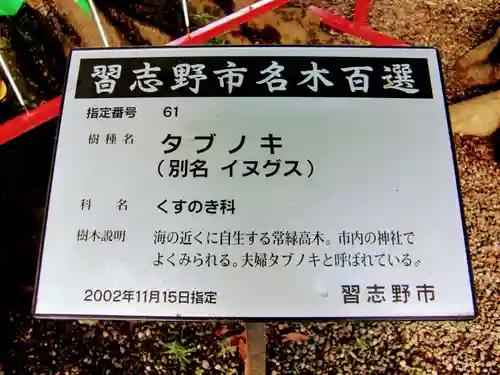 習志野市名木百選
指定番号 61
樹種名 タブノキ
(別名 イヌグス)
科名 くすのき科
樹木説明 海の近くに自生する常緑高木。市内の神社で
よくみられる。夫婦タブノキと呼ばれている。
2002年11月15日指定 習志野市